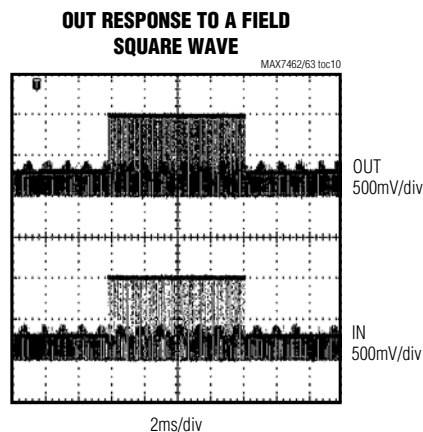 OUT RESPONSE TO A FIELD
SQUARE WAVE
MAX7462/63 toc10
OUT
500mV/div
IN
500mV/div
2ms/div